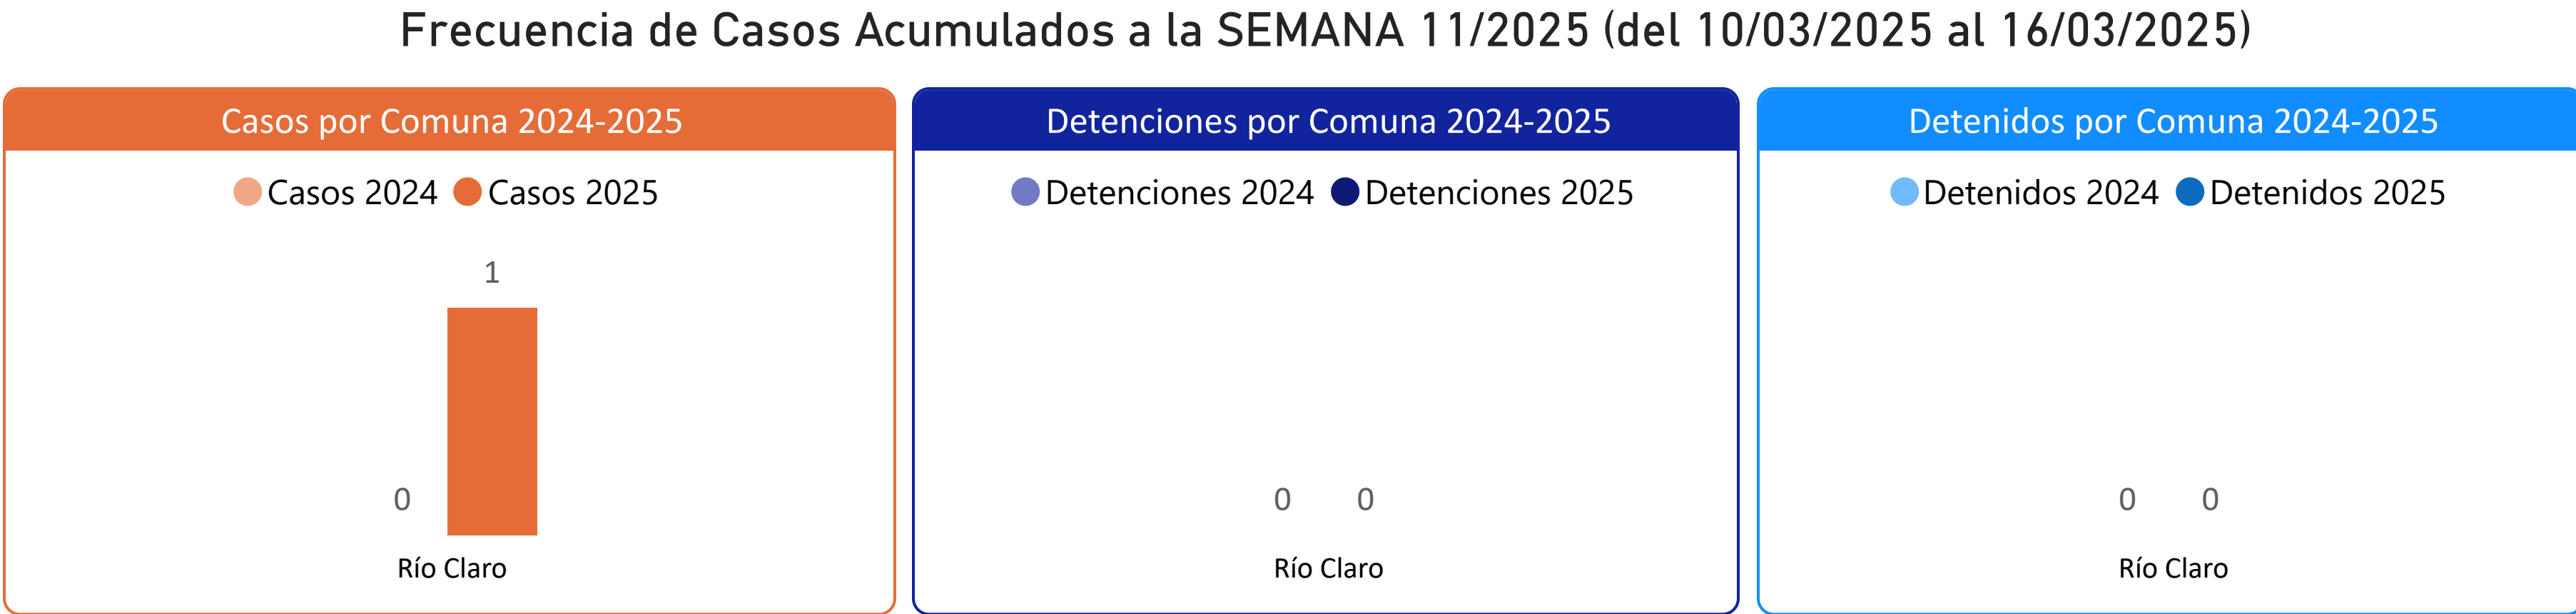 Frecuencia de Casos Acumulados a la SEMANA 11/2025 (del 10/03/2025 al 16/03/2025)
Casos por Comuna 2024-2025
Casos 2024 Casos 2025
1
0
Río Claro
Detenciones por Comuna 2024-2025
Detenciones 2024 Detenciones 2025
0 0
Río Claro
Detenidos por Comuna 2024-2025
Detenidos 2024 Detenidos 2025
0 0
Río Claro